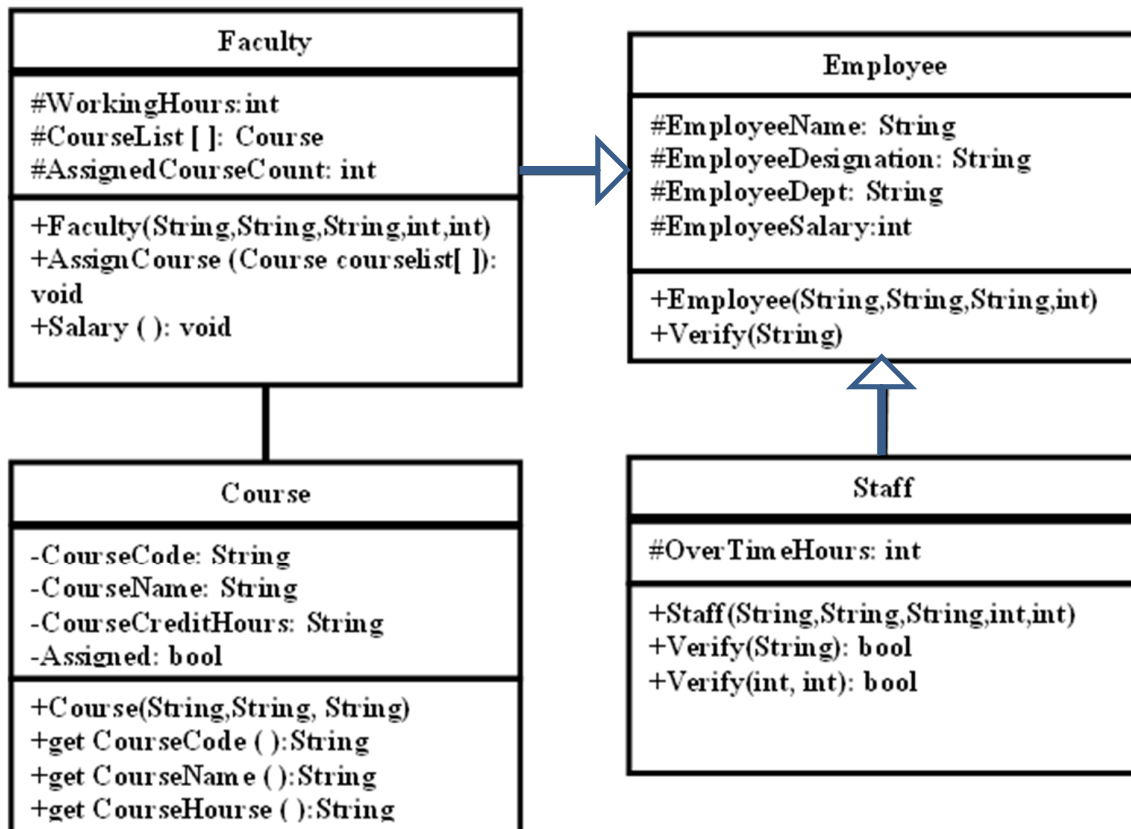 Faculty
#WorkingHours:int
#CourseList [ ]: Course
#AssignedCourseCount: int
+Faculty(String,String,String,int,int)
+AssignCourse (Course courselist[ ]):
void
+Salary ( ): void
Employee
#EmployeeName: String
#EmployeeDesignation: String
#EmployeeDept: String
#EmployeeSalary:int
+Employee(String,String,String,int)
+Verify(String)
Course
-CourseCode: String
-CourseName: String
-CourseCreditHours: String
-Assigned: bool
+Course(String,String, String)
+get CourseCode ( ):String
+get CourseName ( ):String
+get CourseHourse ( ):String
Staff
#OverTimeHours: int
+Staff(String,String,String,int,int)
+Verify(String): bool
+Verify(int, int): bool